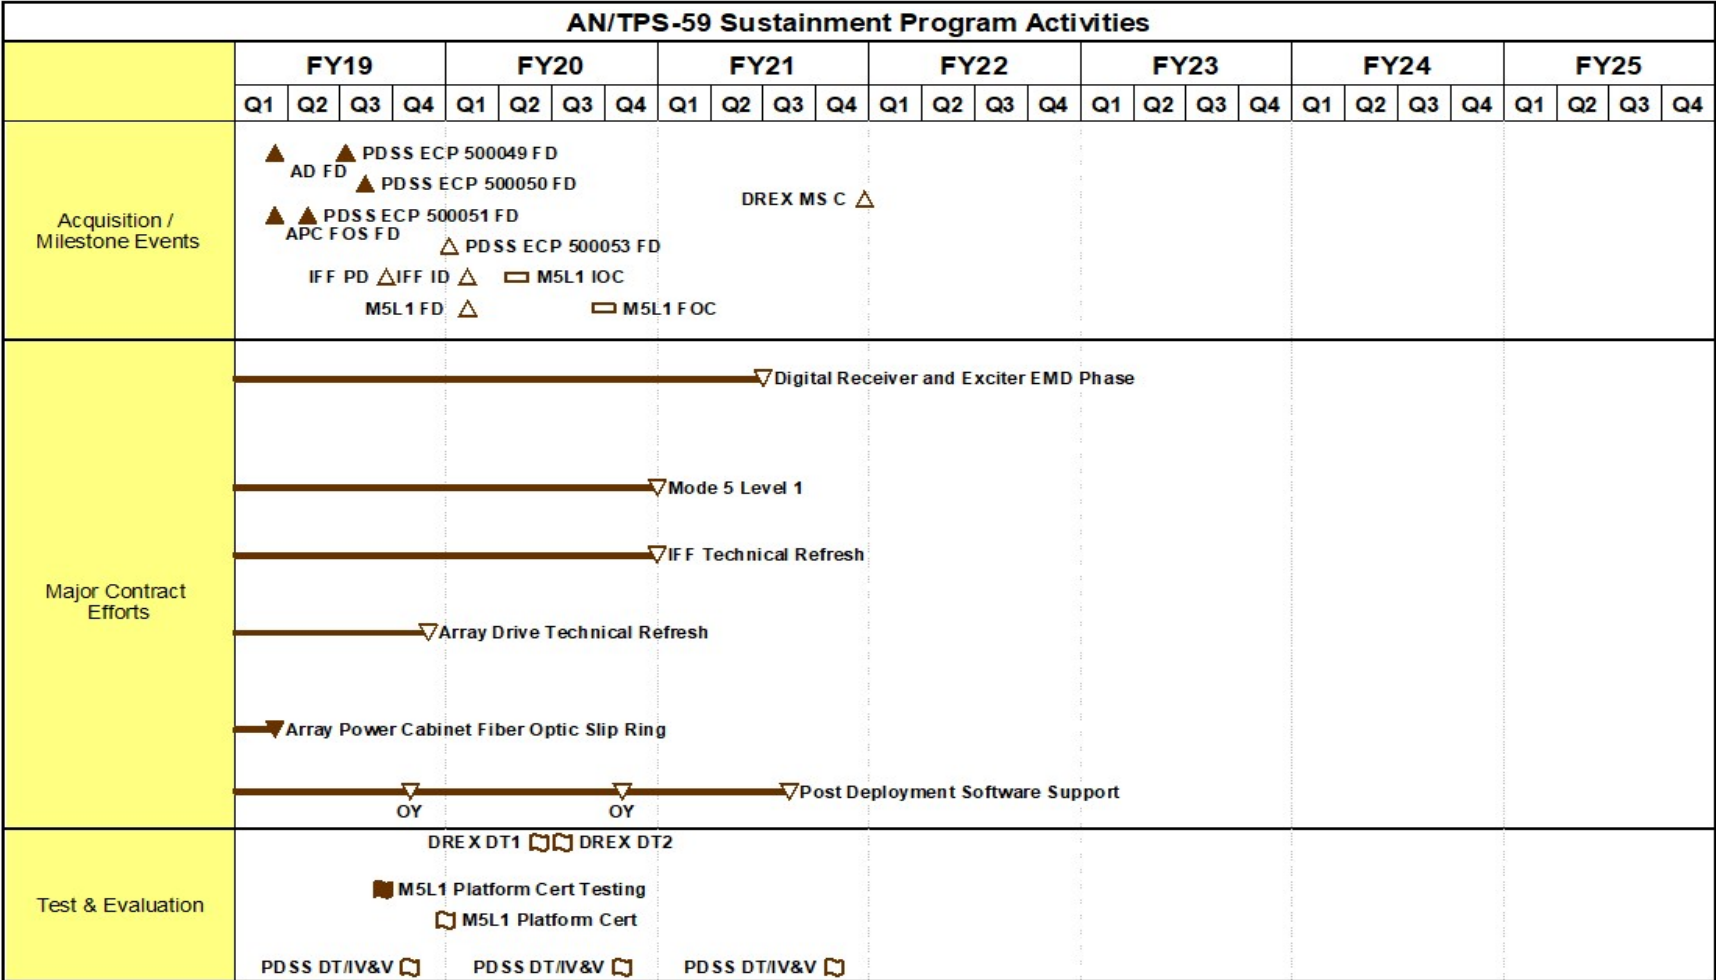 AN/TPS-59 Sustainment Program Activities
FY19 FY20 FY21 FY22 FY23 FY24 FY25
Q1 Q2 Q3 Q4 Q1 Q2 Q3 Q4 Q1 Q2 Q3 Q4 Q1 Q2 Q3 Q4 Q1 Q2 Q3 Q4 Q1 Q2 Q3 Q4 Q1 Q2 Q3 Q4
Acquisition /
Milestone Events
PDSS ECP 500049 FD
AD FD
PDSS ECP 500050 FD
DREX MS C
PDSS ECP 500051 FD
APC FOS FD
PDSS ECP 500053 FD
IFF PD IFF ID M5L1 IOC
M5L1 FD M5L1 FOC
Major Contract
Efforts
Digital Receiver and Exciter EMD Phase
Mode 5 Level 1
IFF Technical Refresh
Array Drive Technical Refresh
Array Power Cabinet Fiber Optic Slip Ring
Post Deployment Software Support
OY OY
Test & Evaluation
DREX DT1 DREX DT2
M5L1 Platform Cert Testing
M5L1 Platform Cert
PDSS DT/IV&V PDSS DT/IV&V PDSS DT/IV&V